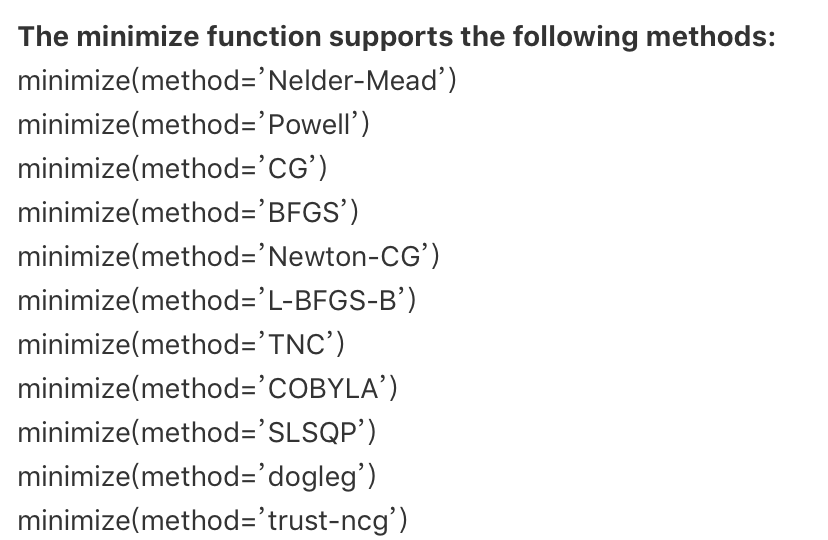 The minimize function supports the following methods:
minimize(method=’Nelder-Mead’)
minimize(method=’Powell’)
minimize(method=’CG’)
minimize(method=’BFGS’)
minimize(method=’Newton-CG’)
minimize(method=’L-BFGS-B’)
minimize(method=’TNC’)
minimize(method=’COBYLA’)
minimize(method=’SLSQP’)
minimize(method=’dogleg’)
minimize(method=’trust-ncg’)